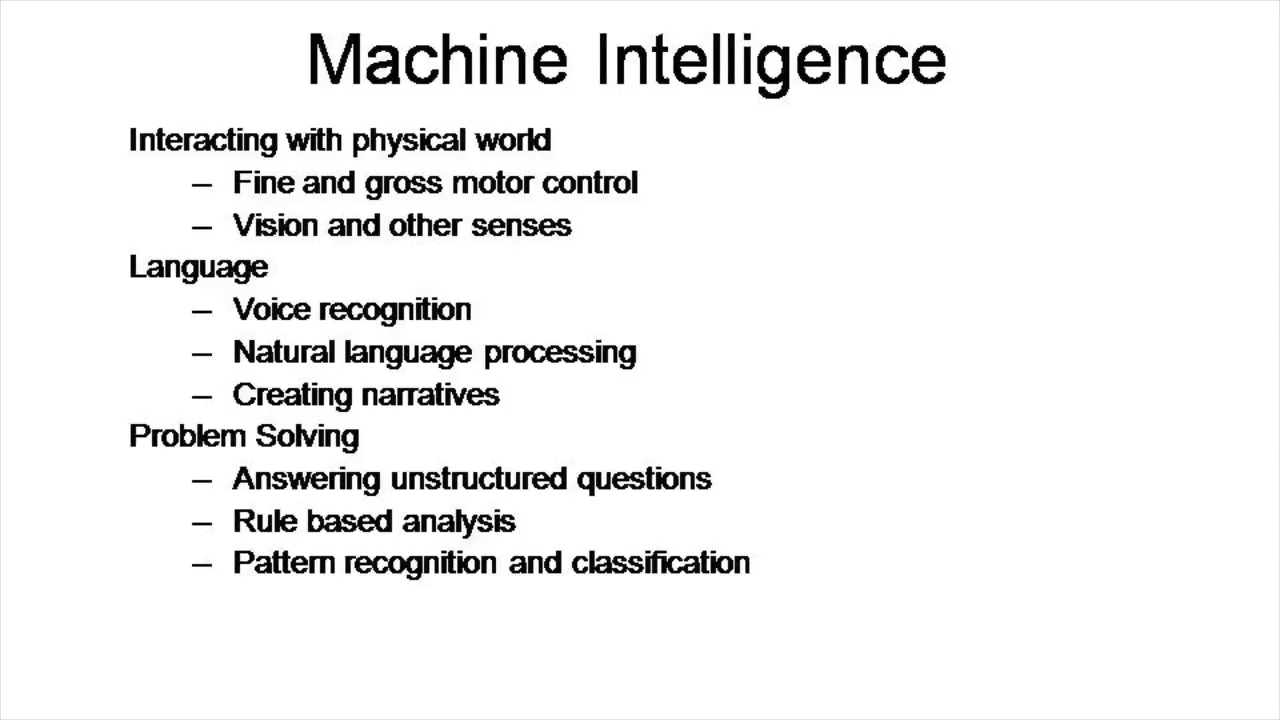 Machine Intelligence
Interacting with physical world
– Fine and gross motor control
– Vision and other senses
Language
– Voice recognition
– Natural language processing
– Creating narratives
Problem Solving
– Answering unstructured questions
– Rule based analysis
– Pattern recognition and classification